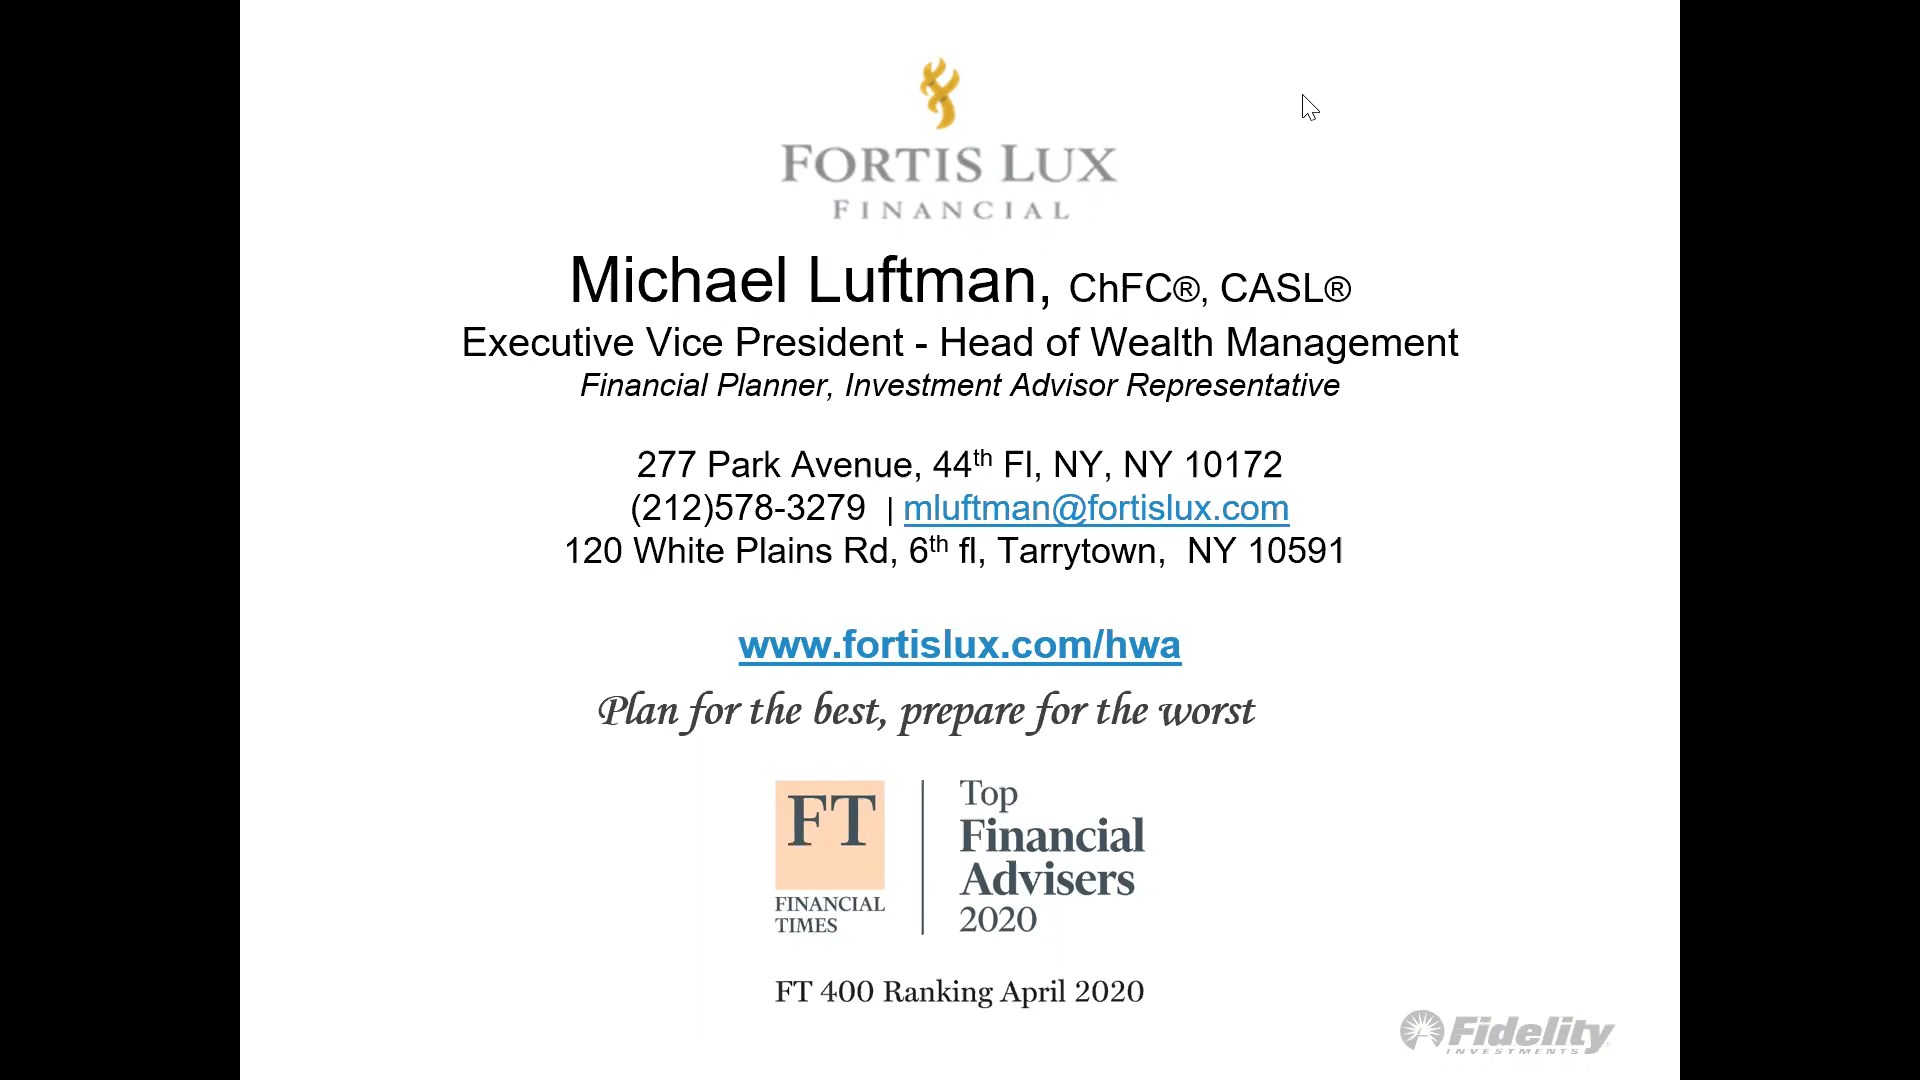 FORTIS LUX
FINANCIAL
Michael Luftman, ChFC®, CASL®
Executive Vice President - Head of Wealth Management
Financial Planner, Investment Advisor Representative
277 Park Avenue, 44th Fl, NY, NY 10172
(212)578-3279 | mluftman@fortislux.com
120 White Plains Rd, 6th fl, Tarrytown, NY 10591
www.fortislux.com/hwa
Plan for the best, prepare for the worst
FT
FINANCIAL
TIMES
Top
Financial
Advisers
2020
FT 400 Ranking April 2020
Fidelity
INVESTMENTS